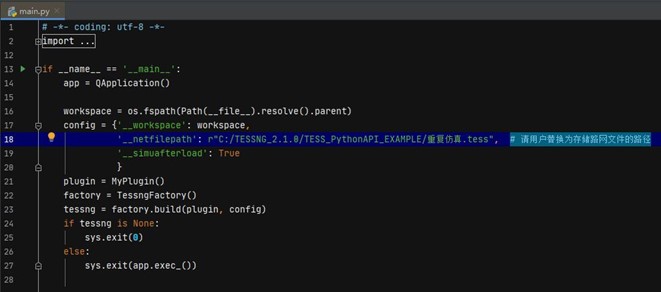 main.py
1 # -*- coding: utf-8 -*-
2 import ...
12
13 if __name__ == '__main__':
14 app = QApplication()
15
16 workspace = os.fspath(Path(__file__).resolve().parent)
17 config = {'__workspace': workspace,
18 '__netfilepath': r"C:/TESSNG_2.1.0/TESS_PythonAPI_EXAMPLE/重复仿真.tess", # 请用户替换为存储路网文件的路径
19 '__simuafterload': True
20 }
21 plugin = MyPlugin()
22 factory = TessngFactory()
23 tessng = factory.build(plugin, config)
24 if tessng is None:
25 sys.exit(0)
26 else:
27 sys.exit(app.exec_())
28